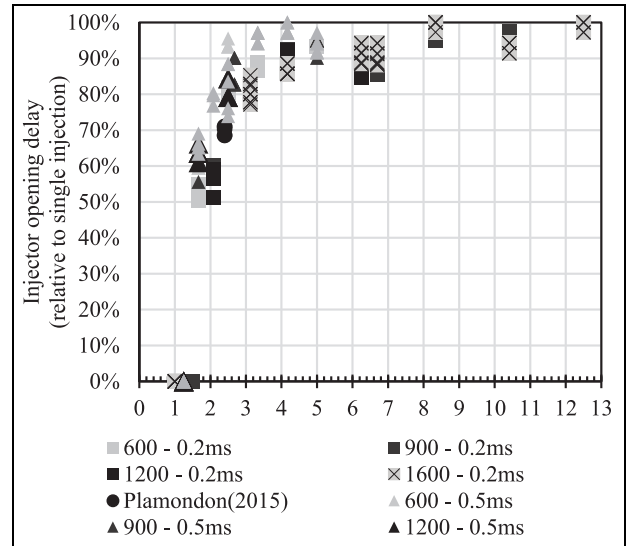 Injector opening delay
(relative to single injection)
100%
90%
80%
70%
60%
50%
40%
30%
20%
10%
0%
0 1 2 3 4 5 6 7 8 9 10 11 12 13
600 - 0.2ms
900 - 0.2ms
1200 - 0.2ms
1600 - 0.2ms
Plamondon(2015)
600 - 0.5ms
900 - 0.5ms
1200 - 0.5ms